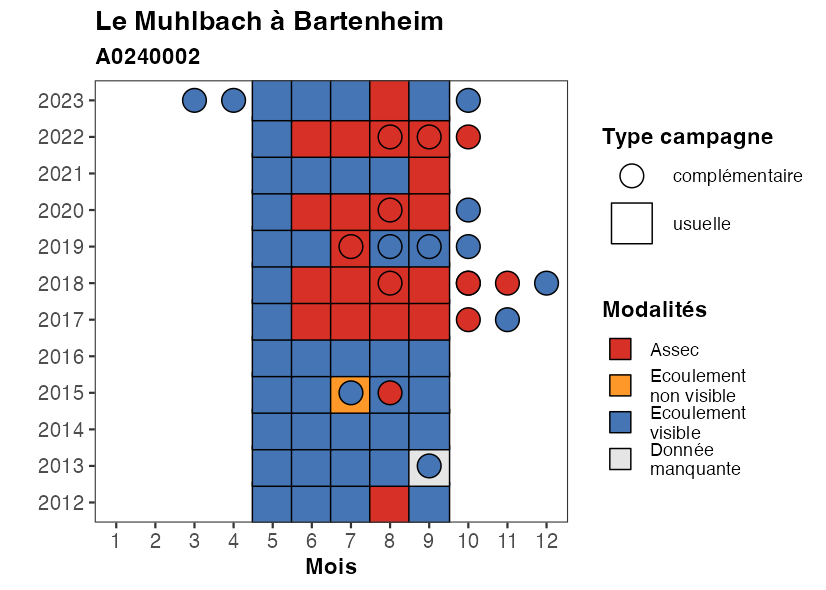 Le Muhlbach à Bartenheim
A0240002
2023
2022
2021
2020
2019
2018
2017
2016
2015
2014
2013
2012
1 2 3 4 5 6 7 8 9 10 11 12
Mois
Type campagne
complémentaire
usuelle
Modalités
Assec
Ecoulement
non visible
Ecoulement
visible
Donnée
manquante